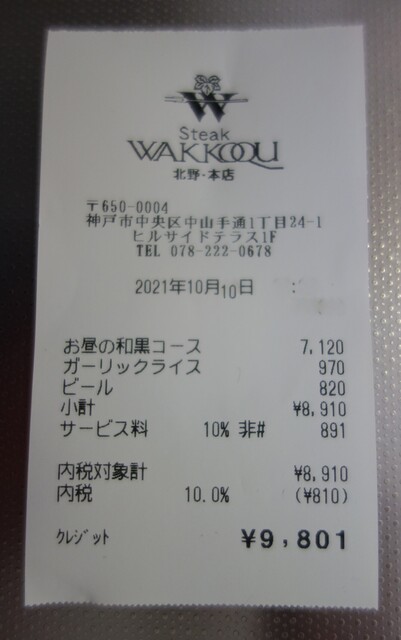 W
Steak
WAKKOQU
北野・本店
〒650-0004
神戸市中央区中山手通1丁目24-1
ヒルサイドテラス1F
TEL 078-222-0678
2021年10月10日
お昼の和黒コース 7,120
ガーリックライス 970
ビール 820
小計 ¥8,910
サービス料 10% 非# 891
内税対象計 ¥8,910
内税 10.0% (¥810)
クレジット ¥9,801